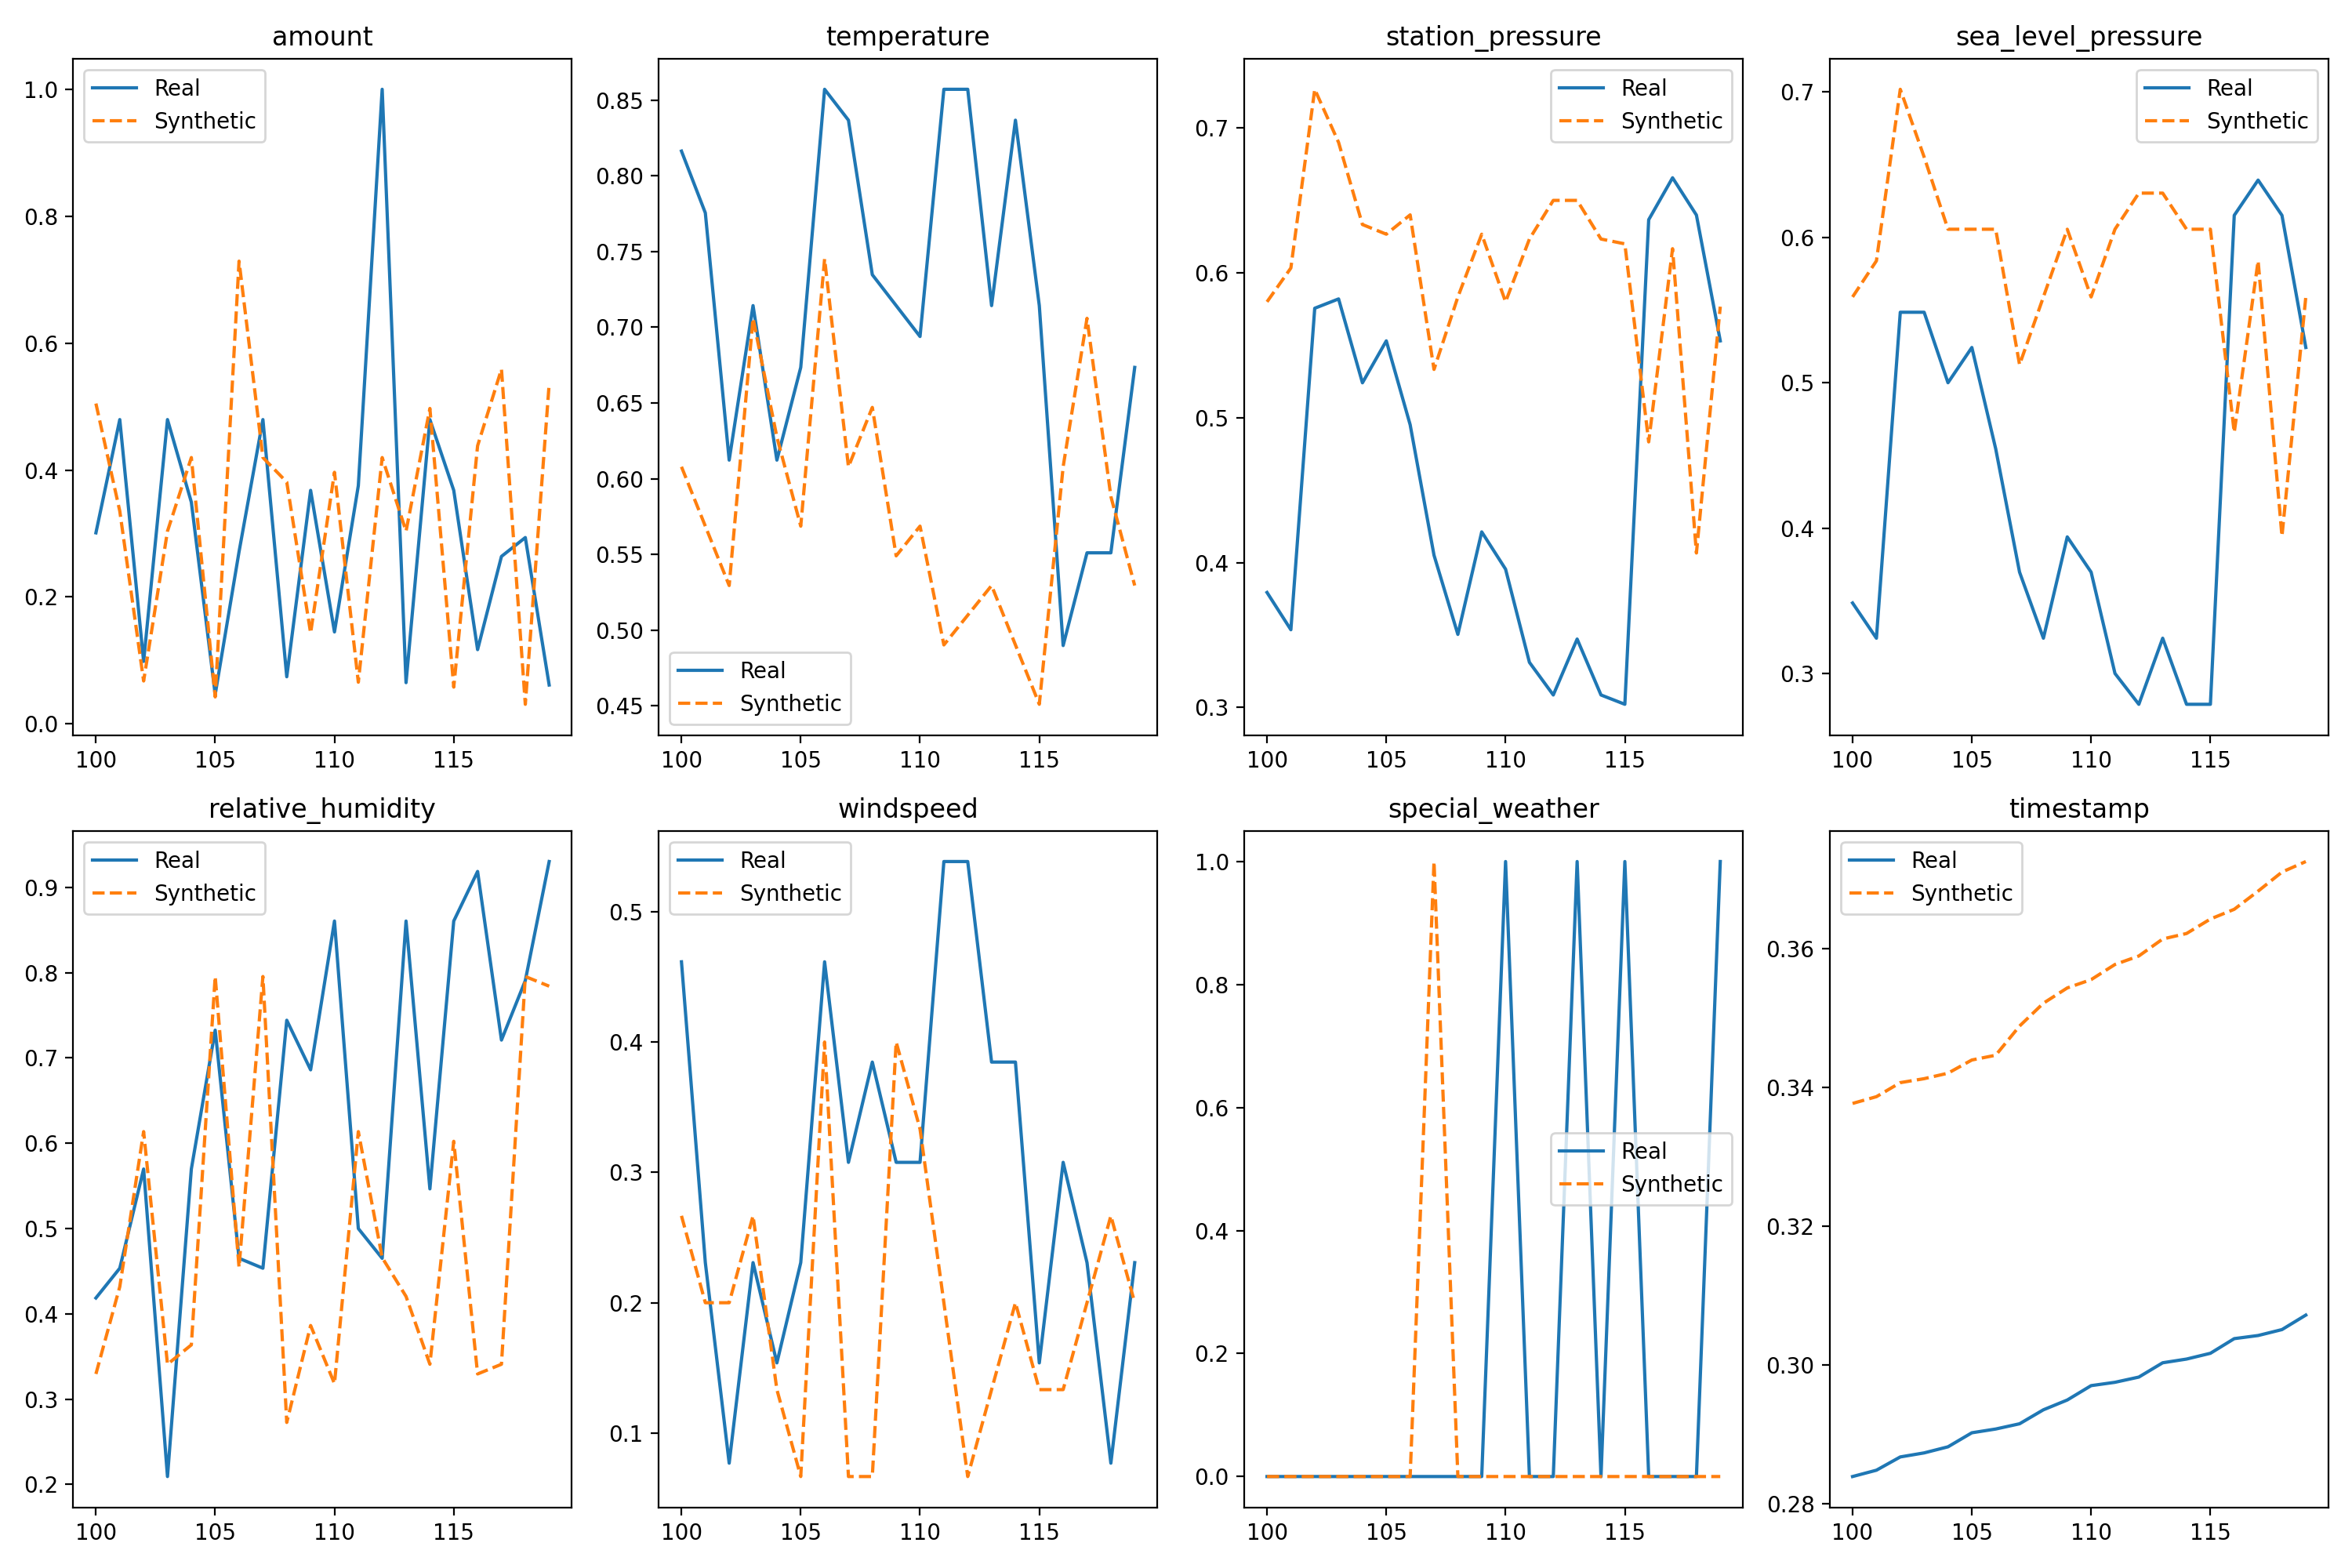 amount
Real
Synthetic
1.0
0.8
0.6
0.4
0.2
0.0
100 105 110 115
temperature
0.85
0.80
0.75
0.70
0.65
0.60
0.55
0.50
0.45
Real
Synthetic
100 105 110 115
station_pressure
Real
Synthetic
0.7
0.6
0.5
0.4
0.3
100 105 110 115
sea_level_pressure
Real
Synthetic
0.7
0.6
0.5
0.4
0.3
100 105 110 115
relative_humidity
Real
Synthetic
0.9
0.8
0.7
0.6
0.5
0.4
0.3
0.2
100 105 110 115
windspeed
Real
Synthetic
0.5
0.4
0.3
0.2
0.1
100 105 110 115
special_weather
1.0
0.8
0.6
0.4
0.2
0.0
Real
Synthetic
100 105 110 115
timestamp
Real
Synthetic
0.36
0.34
0.32
0.30
0.28
100 105 110 115